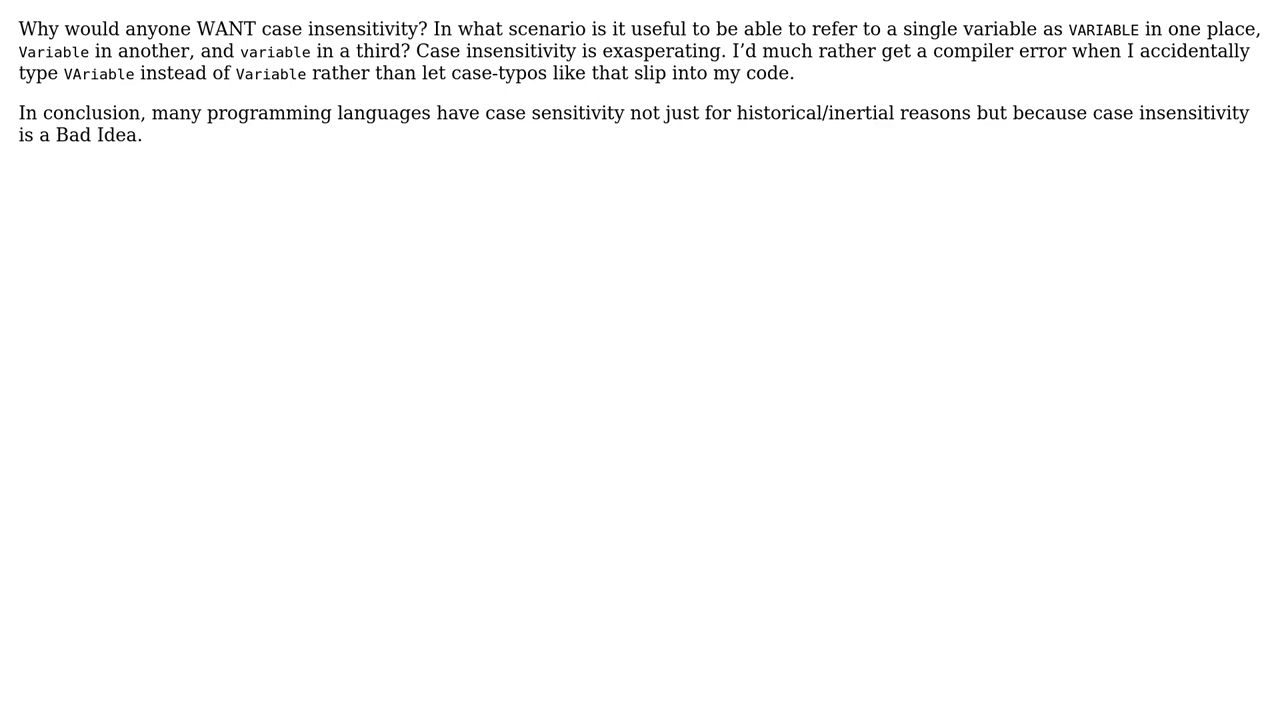 Why would anyone WANT case insensitivity? In what scenario is it useful to be able to refer to a single variable as VARIABLE in one place,
Variable in another, and variable in a third? Case insensitivity is exasperating. I’d much rather get a compiler error when I accidentally
type VAriable instead of Variable rather than let case-typos like that slip into my code.
In conclusion, many programming languages have case sensitivity not just for historical/inertial reasons but because case insensitivity
is a Bad Idea.